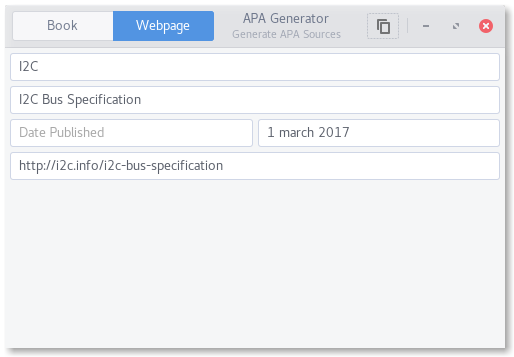 Book Webpage APA Generator
Generate APA Sources
I2C
I2C Bus Specification
Date Published 1 march 2017
http://i2c.info/i2c-bus-specification